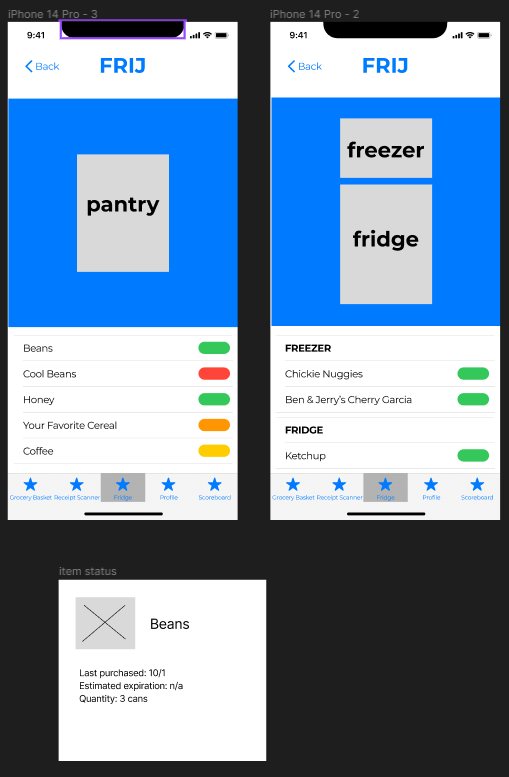 iPhone 14 Pro - 3
9:41
Back
FRIJ
pantry
Beans
Cool Beans
Honey
Your Favorite Cereal
Coffee
Grocery Basket Receipt Scanner Fridge Profile Scoreboard
iPhone 14 Pro - 2
9:41
Back
FRIJ
freezer
fridge
FREEZER
Chickie Nuggies
Ben & Jerry's Cherry Garcia
FRIDGE
Ketchup
Grocery Basket Receipt Scanner Fridge Profile Scoreboard
item status
Beans
Last purchased: 10/1
Estimated expiration: n/a
Quantity: 3 cans